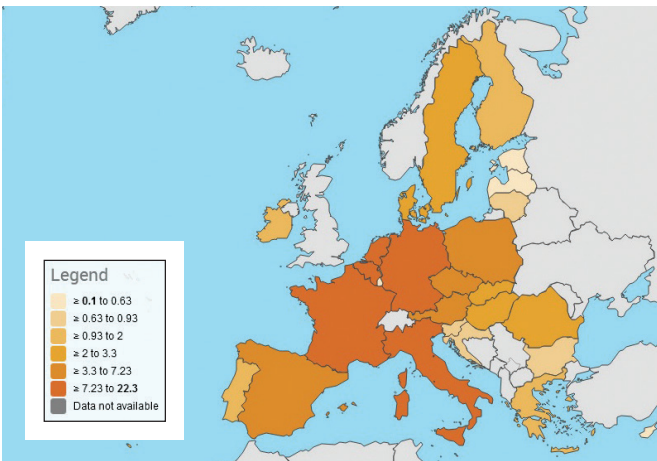 Legend
≥ 0.1 to 0.63
≥ 0.63 to 0.93
≥ 0.93 to 2
≥ 2 to 3.3
≥ 3.3 to 7.23
≥ 7.23 to 22.3
Data not available